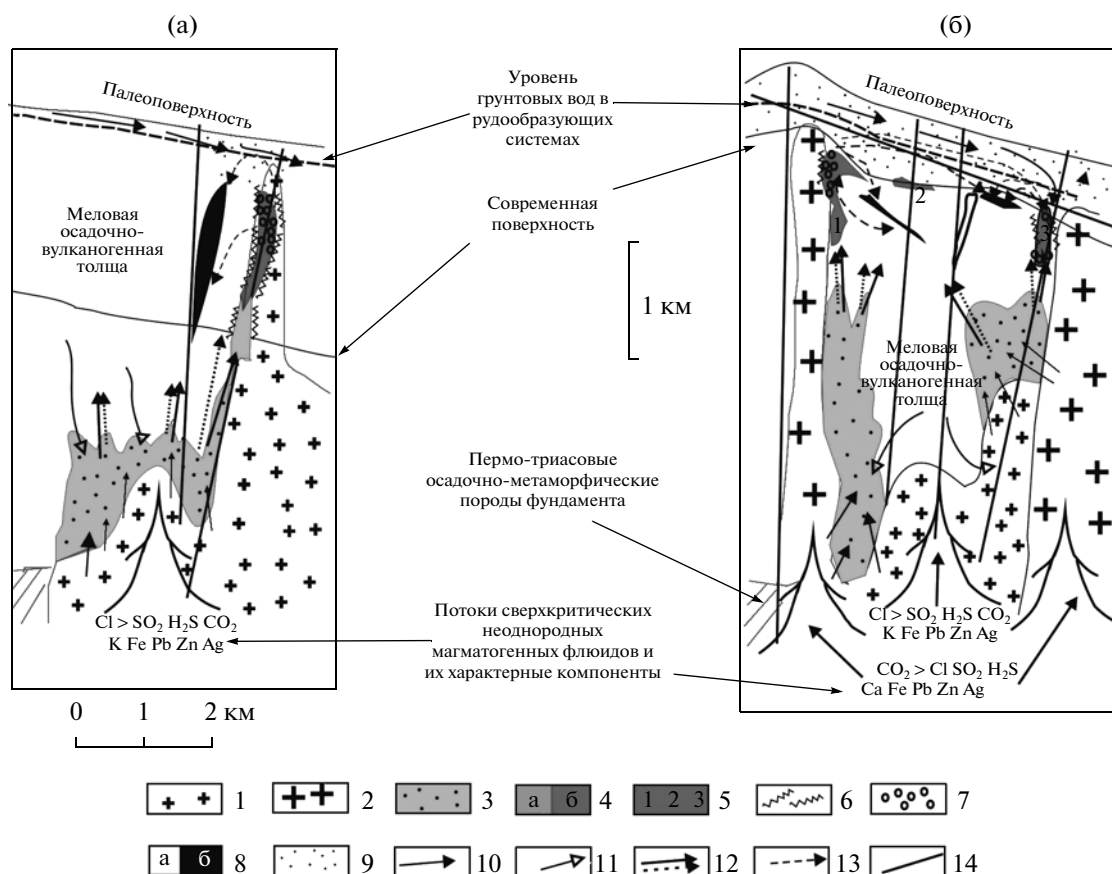 (а)
(б)
Палеоповерхность
Уровень
грунтовых вод в
рудообразующих
системах
Палеоповерхность
Меловая
осадочно-
вулканогенная
толща
Современная
поверхность
1 км
1
2
3
Меловая
осадочно-
вулканогенная
толща
Пермо-триасовые
осадочно-метаморфические
породы фундамента
Cl > SO₂ H₂S CO₂
K Fe Pb Zn Ag
Потоки сверхкритических
неоднородных
магматогенных флюидов и
их характерные компоненты
Cl > SO₂ H₂S CO₂
K Fe Pb Zn Ag
CO₂ > Cl SO₂ H₂S
Ca Fe Pb Zn Ag
0 1 2 км
1 2 3 а б 4 1 2 3 5 6 7
а б 8 9 10 11 12 13 14